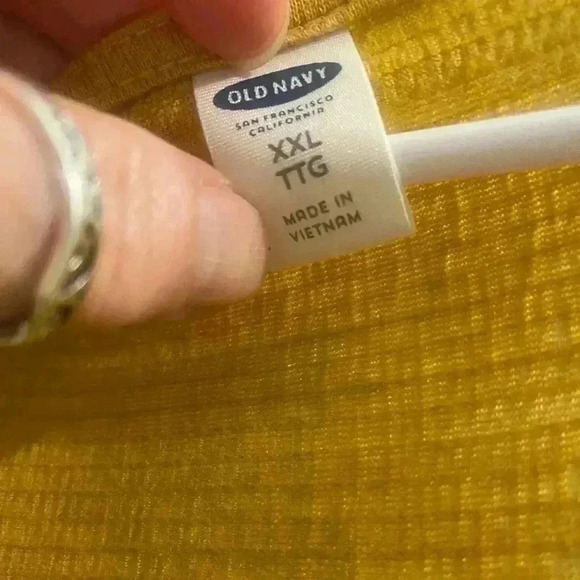 OLD NAVY
SAN FRANCISCO
CALIFORNIA
XXL
TTG
MADE IN
VIETNAM